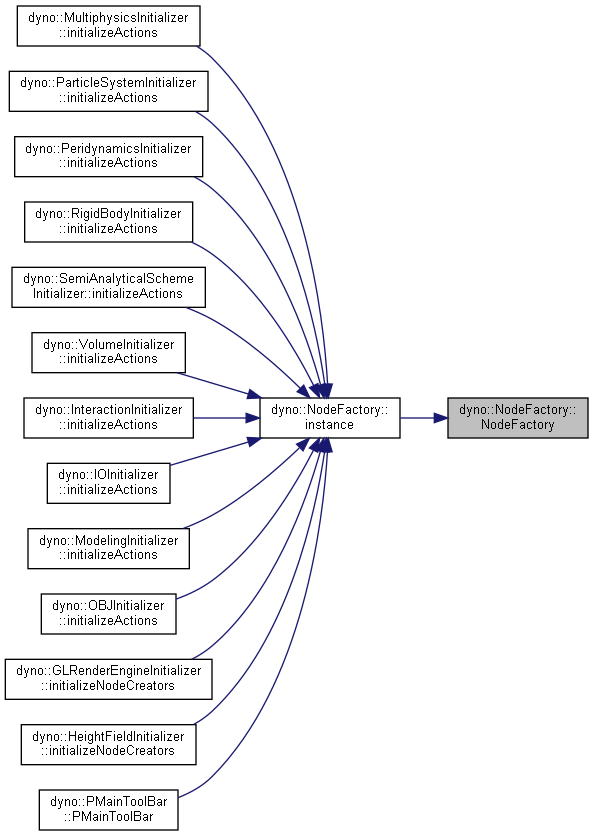 dyno::MultiphysicsInitializer
::initializeActions
dyno::ParticleSystemInitializer
::initializeActions
dyno::PeridynamicsInitializer
::initializeActions
dyno::RigidBodyInitializer
::initializeActions
dyno::SemiAnalyticalScheme
Initializer::initializeActions
dyno::VolumeInitializer
::initializeActions
dyno::InteractionInitializer
::initializeActions
dyno::IOInitializer
::initializeActions
dyno::ModelingInitializer
::initializeActions
dyno::OBJInitializer
::initializeActions
dyno::GLRenderEngineInitializer
::initializeNodeCreators
dyno::HeightFieldInitializer
::initializeNodeCreators
dyno::PMainToolBar
::PMainToolBar
dyno::NodeFactory::
instance
dyno::NodeFactory::
NodeFactory